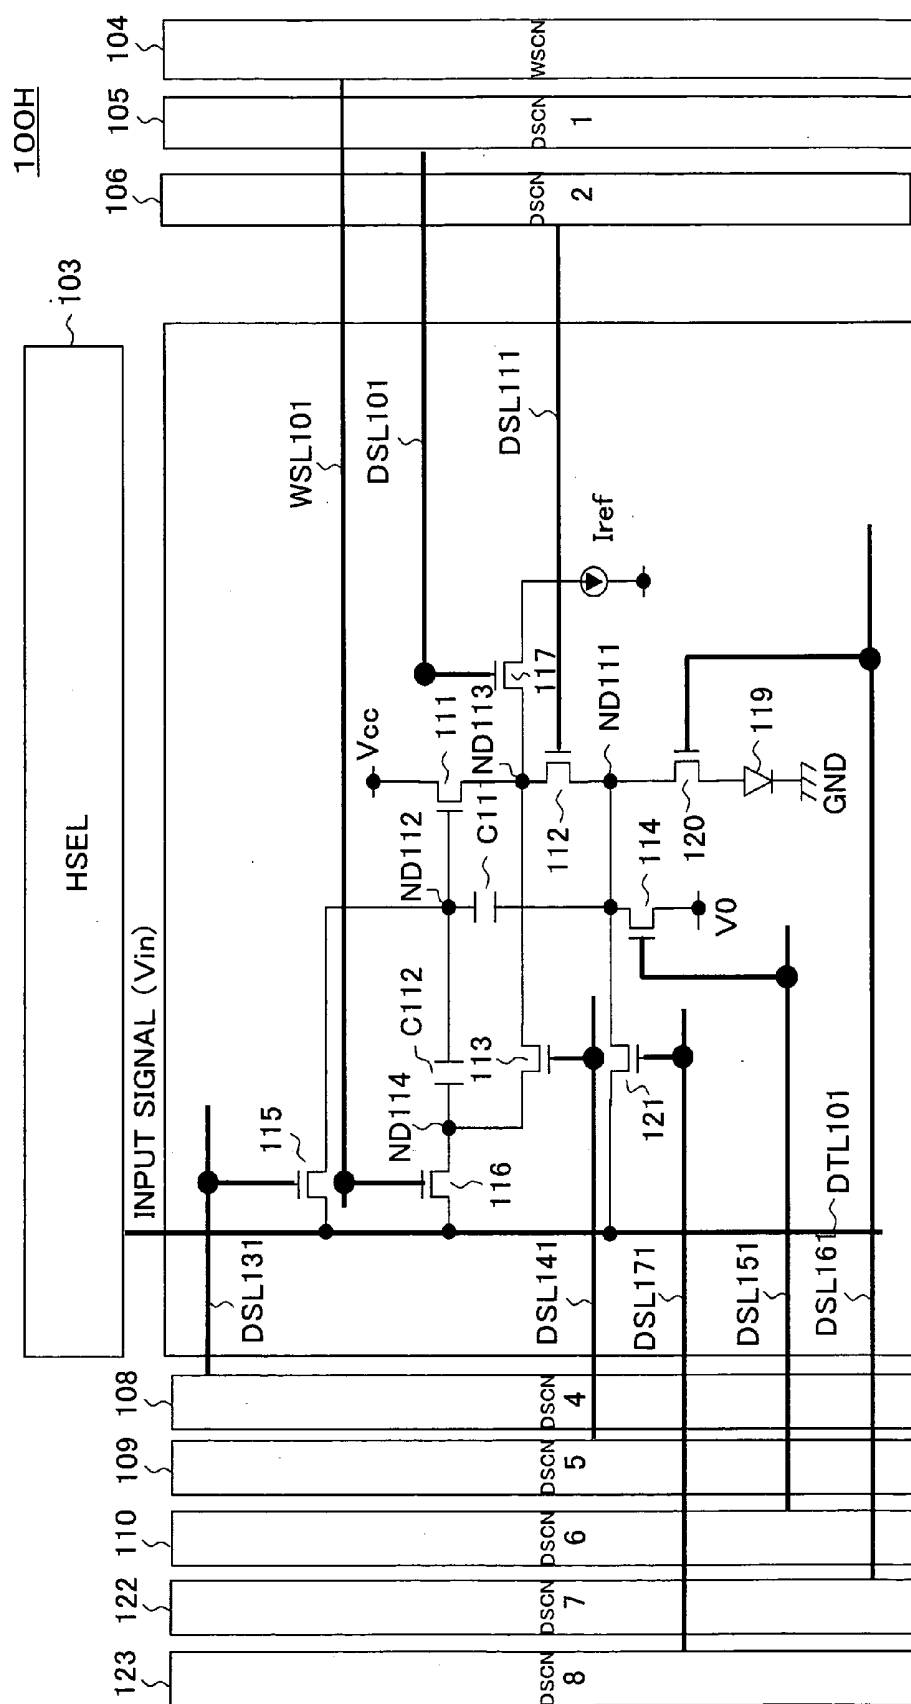 100H
103
HSEL
104
WSCN
105
DSCN
1
106
DSCN
2
INPUT SIGNAL (Vin)
WSL101
DSL101
DSL111
DSL131
115
ND114
C112
ND112
Vcc
111
ND113
C111
117
Iref
116
113
112
ND111
DSL141
121
114
V0
120
119
GND
DSL171
DSL151
DTL101
DSL161
108
DSCN
4
109
DSCN
5
110
DSCN
6
122
DSCN
7
123
DSCN
8